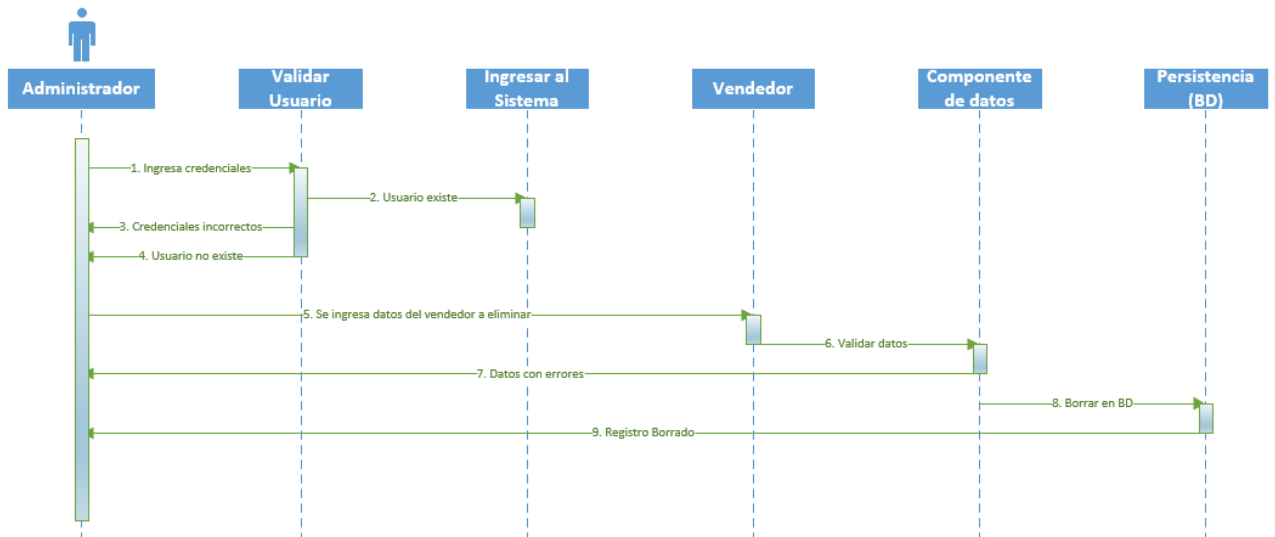 Administrador
Validar
Usuario
Ingresar al
Sistema
Vendedor
Componente
de datos
Persistencia
(BD)
1. Ingresa credenciales
2. Usuario existe
3. Credenciales incorrectos
4. Usuario no existe
5. Se ingresa datos del vendedor a eliminar
6. Validar datos
7. Datos con errores
8. Borrar en BD
9. Registro Borrado